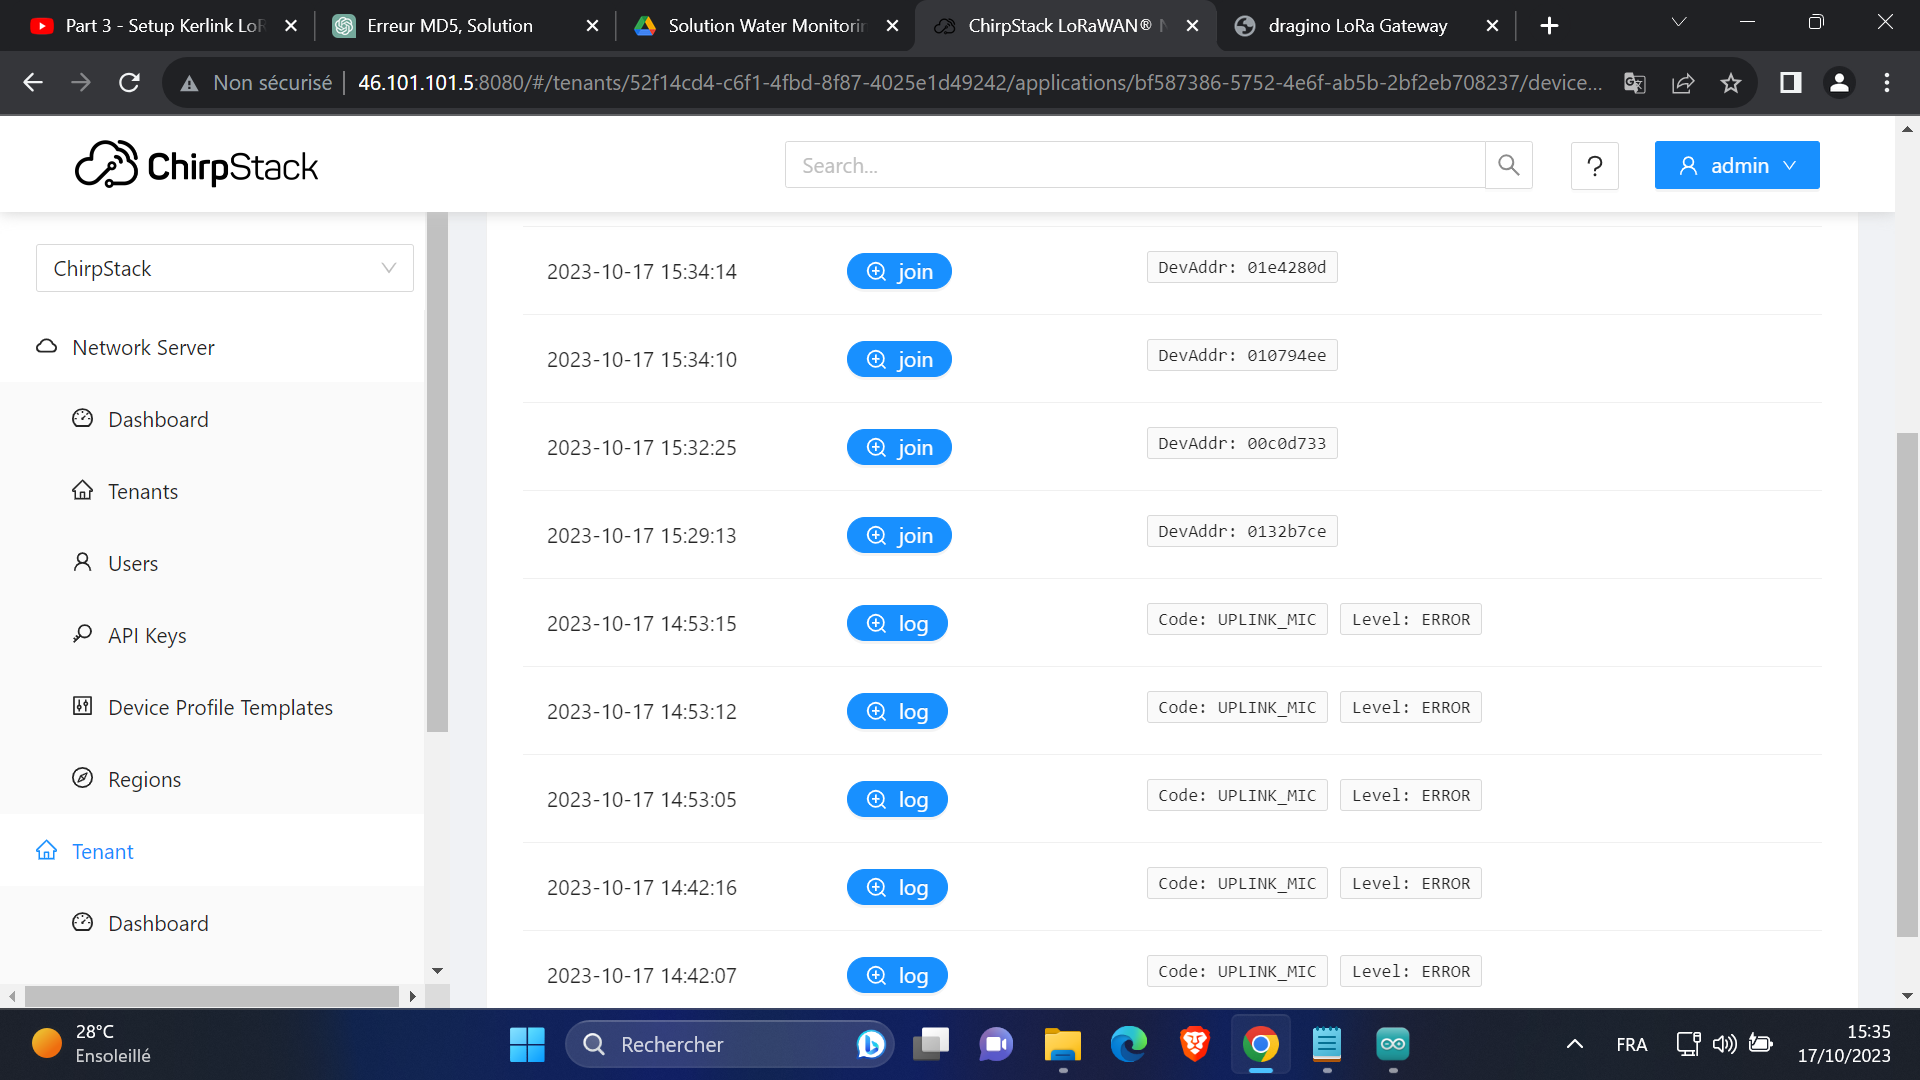 Part 3 - Setup Kerlink LoR
Erreur MD5, Solution
Solution Water Monitorin
ChirpStack LoRaWAN® N
dragino LoRa Gateway
Non sécurisé
46.101.101.5:8080/#/tenants/52f14cd4-c6f1-4fbd-8f87-4025e1d49242/applications/bf587386-5752-4e6f-ab5b-2bf2eb708237/device...
ChirpStack
Search...
?
admin
ChirpStack
Network Server
Dashboard
Tenants
Users
API Keys
Device Profile Templates
Regions
Tenant
Dashboard
2023-10-17 15:34:14 join DevAddr: 01e4280d
2023-10-17 15:34:10 join DevAddr: 010794ee
2023-10-17 15:32:25 join DevAddr: 00c0d733
2023-10-17 15:29:13 join DevAddr: 0132b7ce
2023-10-17 14:53:15 log Code: UPLINK_MIC Level: ERROR
2023-10-17 14:53:12 log Code: UPLINK_MIC Level: ERROR
2023-10-17 14:53:05 log Code: UPLINK_MIC Level: ERROR
2023-10-17 14:42:16 log Code: UPLINK_MIC Level: ERROR
2023-10-17 14:42:07 log Code: UPLINK_MIC Level: ERROR
28°C
Ensoleillé
Rechercher
FRA
15:35
17/10/2023